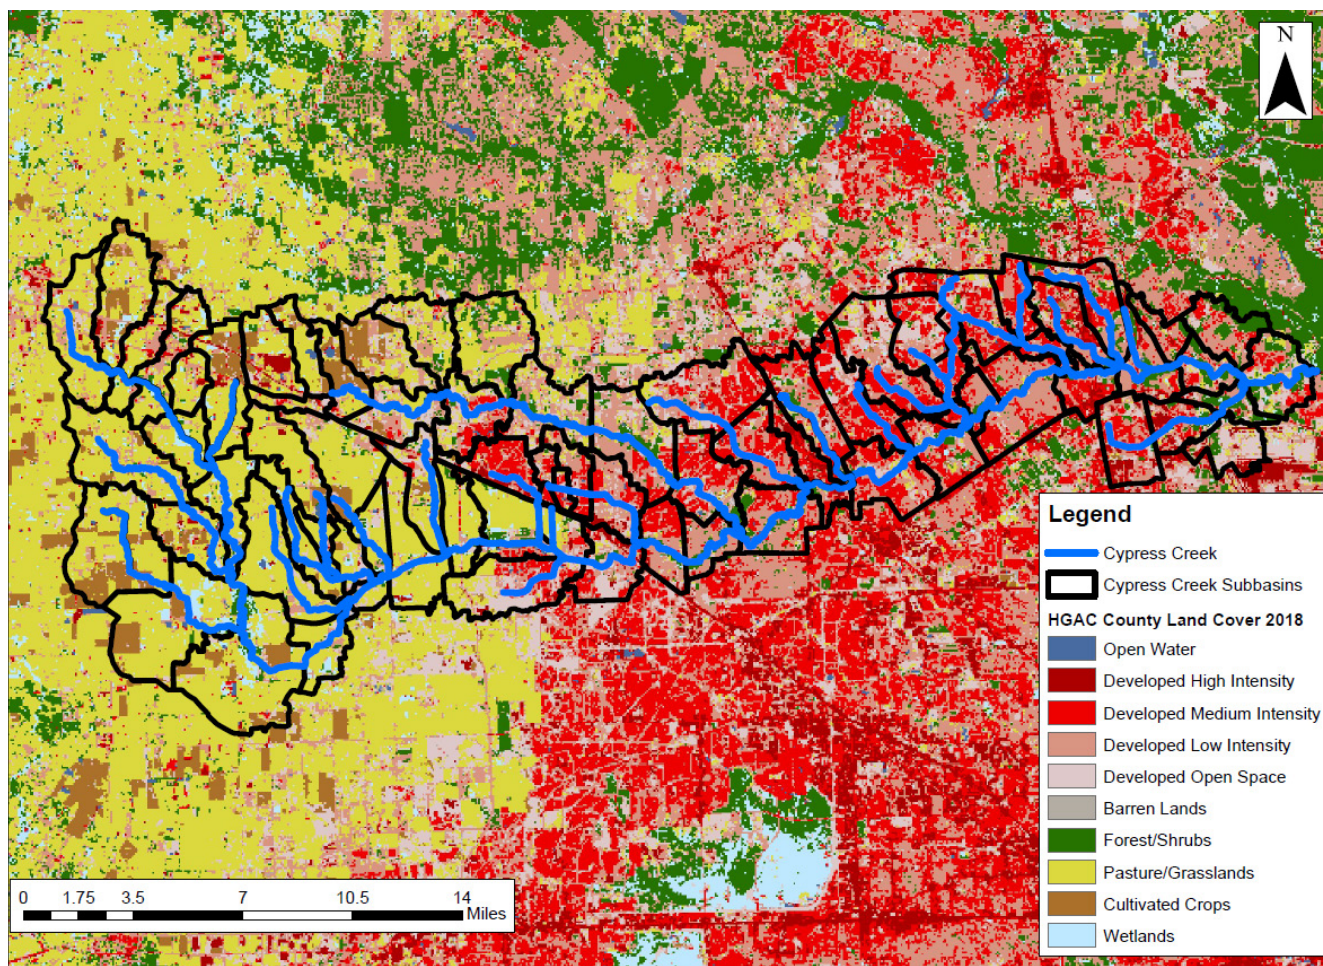 N
Legend
Cypress Creek
Cypress Creek Subbasins
HGAC County Land Cover 2018
Open Water
Developed High Intensity
Developed Medium Intensity
Developed Low Intensity
Developed Open Space
Barren Lands
Forest/Shrubs
Pasture/Grasslands
Cultivated Crops
Wetlands
0 1.75 3.5 7 10.5 14
Miles